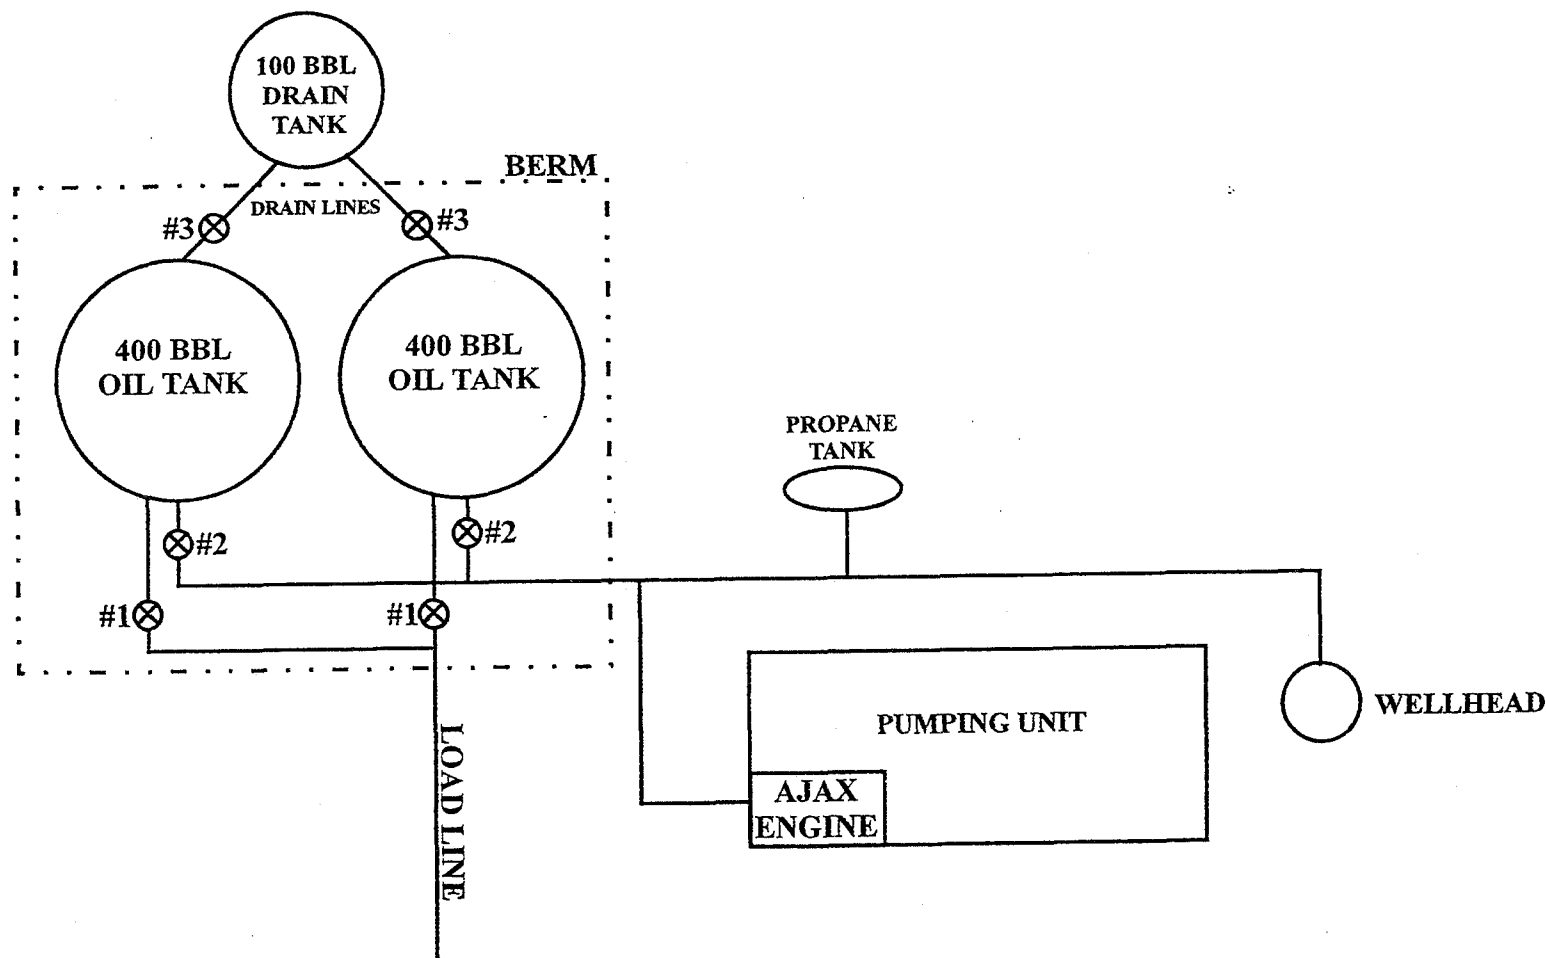 100 BBL
DRAIN
TANK
BERM
DRAIN LINES
#3
#3
400 BBL
OIL TANK
400 BBL
OIL TANK
PROPANE
TANK
#2
#2
#1
#1
WELLHEAD
PUMPING UNIT
LOAD LINE
AJAX
ENGINE